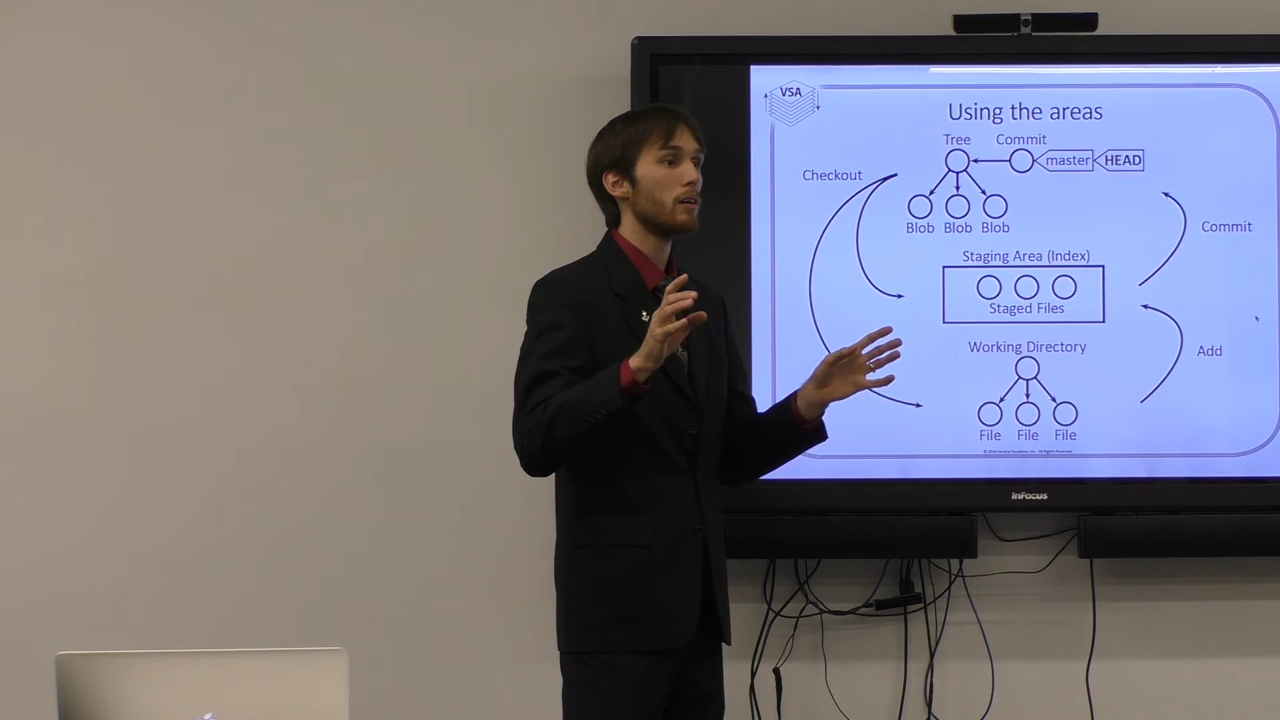 VSA
Using the areas
Tree Commit
master HEAD
Checkout
Blob Blob Blob
Commit
Staging Area (Index)
Staged Files
Working Directory
Add
File File File
InFocus